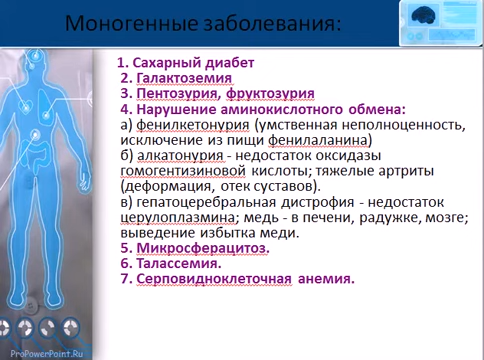 Моногенные заболевания:
1. Сахарный диабет
2. Галактоземия
3. Пентозурия, фруктозурия
4. Нарушение аминокислотного обмена:
а) фенилкетонурия (умственная неполноценность,
исключение из пищи фенилаланина)
б) алкатонурия - недостаток оксидазы
гомогентизиновой кислоты; тяжелые артриты
(деформация, отек суставов).
в) гепатоцеребральная дистрофия - недостаток
церулоплазмина; медь - в печени, радужке, мозге;
выведение избытка меди.
5. Микросферацитоз.
6. Талассемия.
7. Серповидноклеточная анемия.
ProPowerPoint.Ru